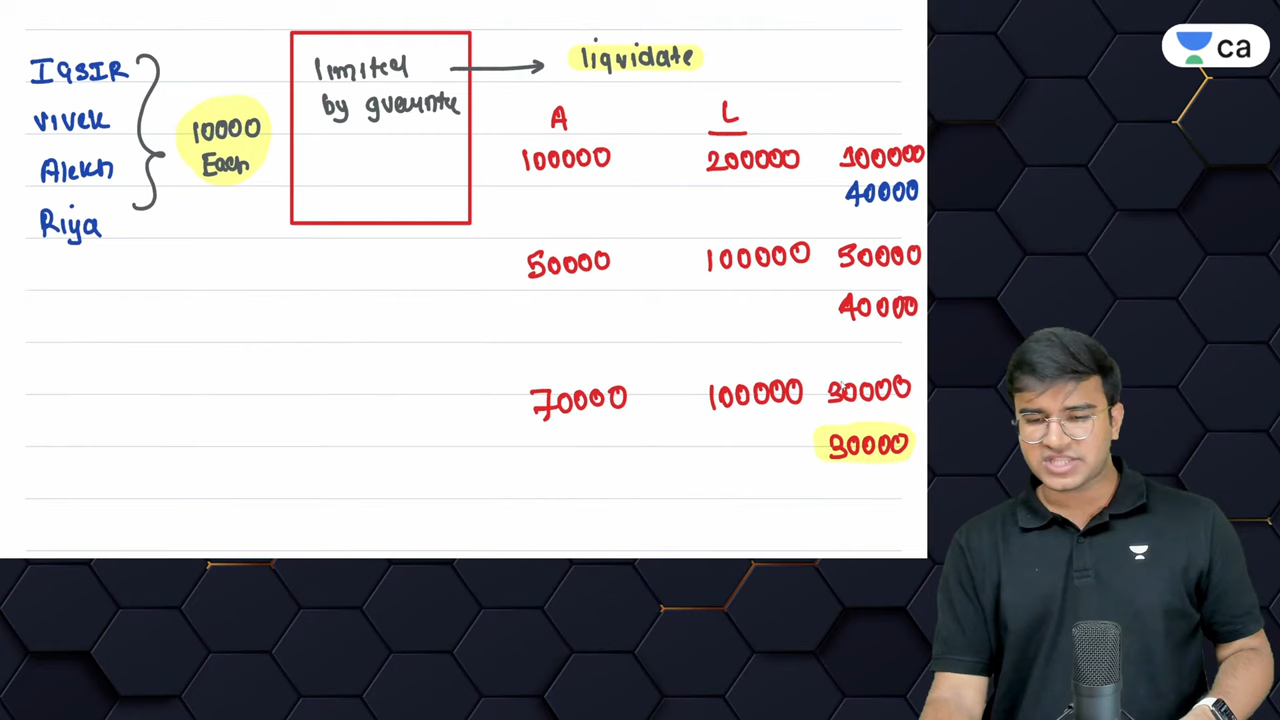 IQSIR
vivek
Alekh
Riya
10000
Each
limited
by guarante
liquidate
A L
100000 200000 100000
40000
50000 100000 50000
40000
70000 100000 30000
30000
ca